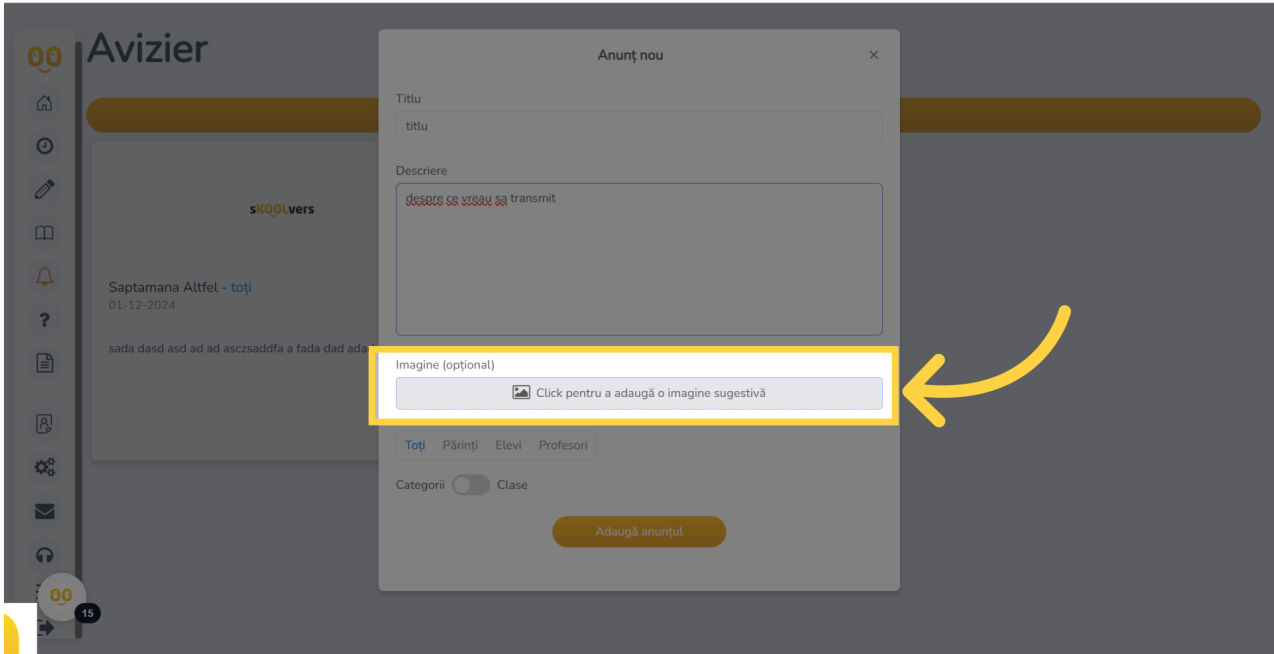 Avizier
Anunț nou
Titlu
titlu
Descriere
despre ce vreau sa transmit
sKOOLvers
Saptamana Altfel - toți
01-12-2024
sada dasd asd ad ad asczsaddfa a fada dad ada
Imagine (opțional)
Click pentru a adaugă o imagine sugestivă
Toți Părinți Elevi Profesori
Categorii Clase
Adaugă anunțul
15